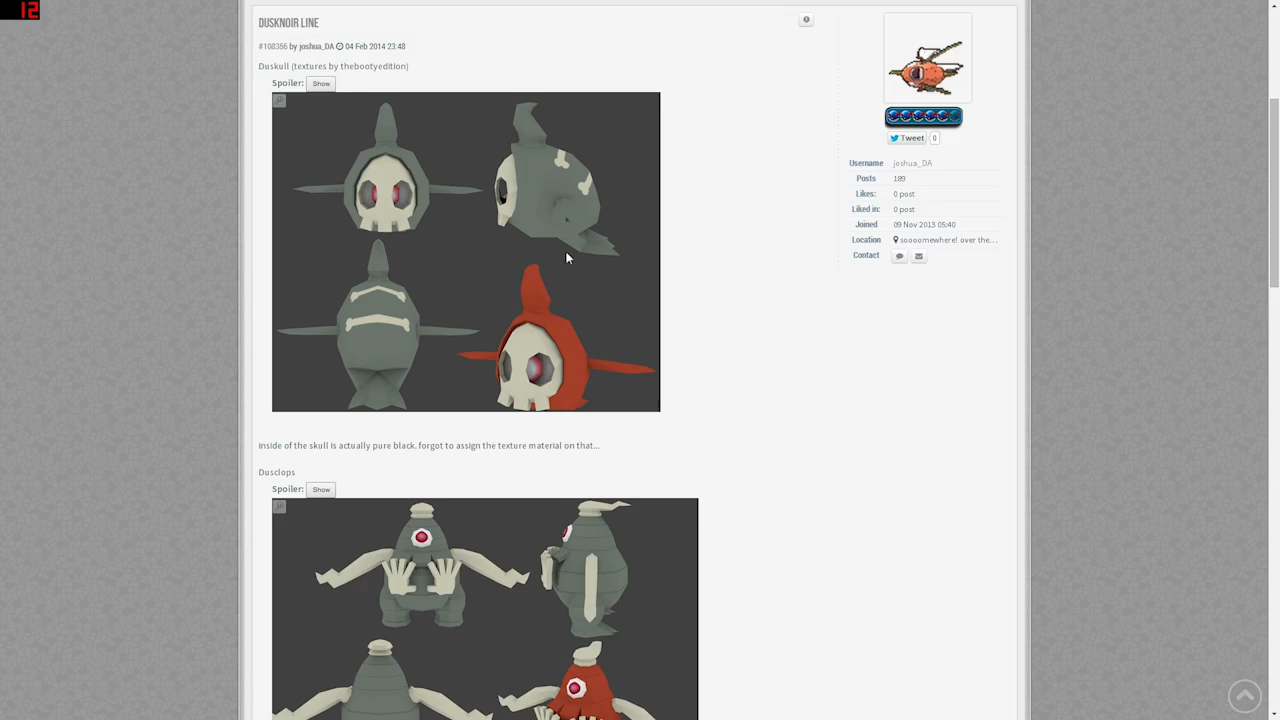 12
DUSKNOIR LINE
#108356 by joshua_DA 04 Feb 2014 23:48
Duskull (textures by thebootyedition)
Spoiler: Show
inside of the skull is actually pure black. forgot to assign the texture material on that...
Dusclops
Spoiler: Show
Tweet 0
Username joshua_DA
Posts 189
Likes: 0 post
Liked in: 0 post
Joined 09 Nov 2013 05:40
Location soooomewhere! over the...
Contact